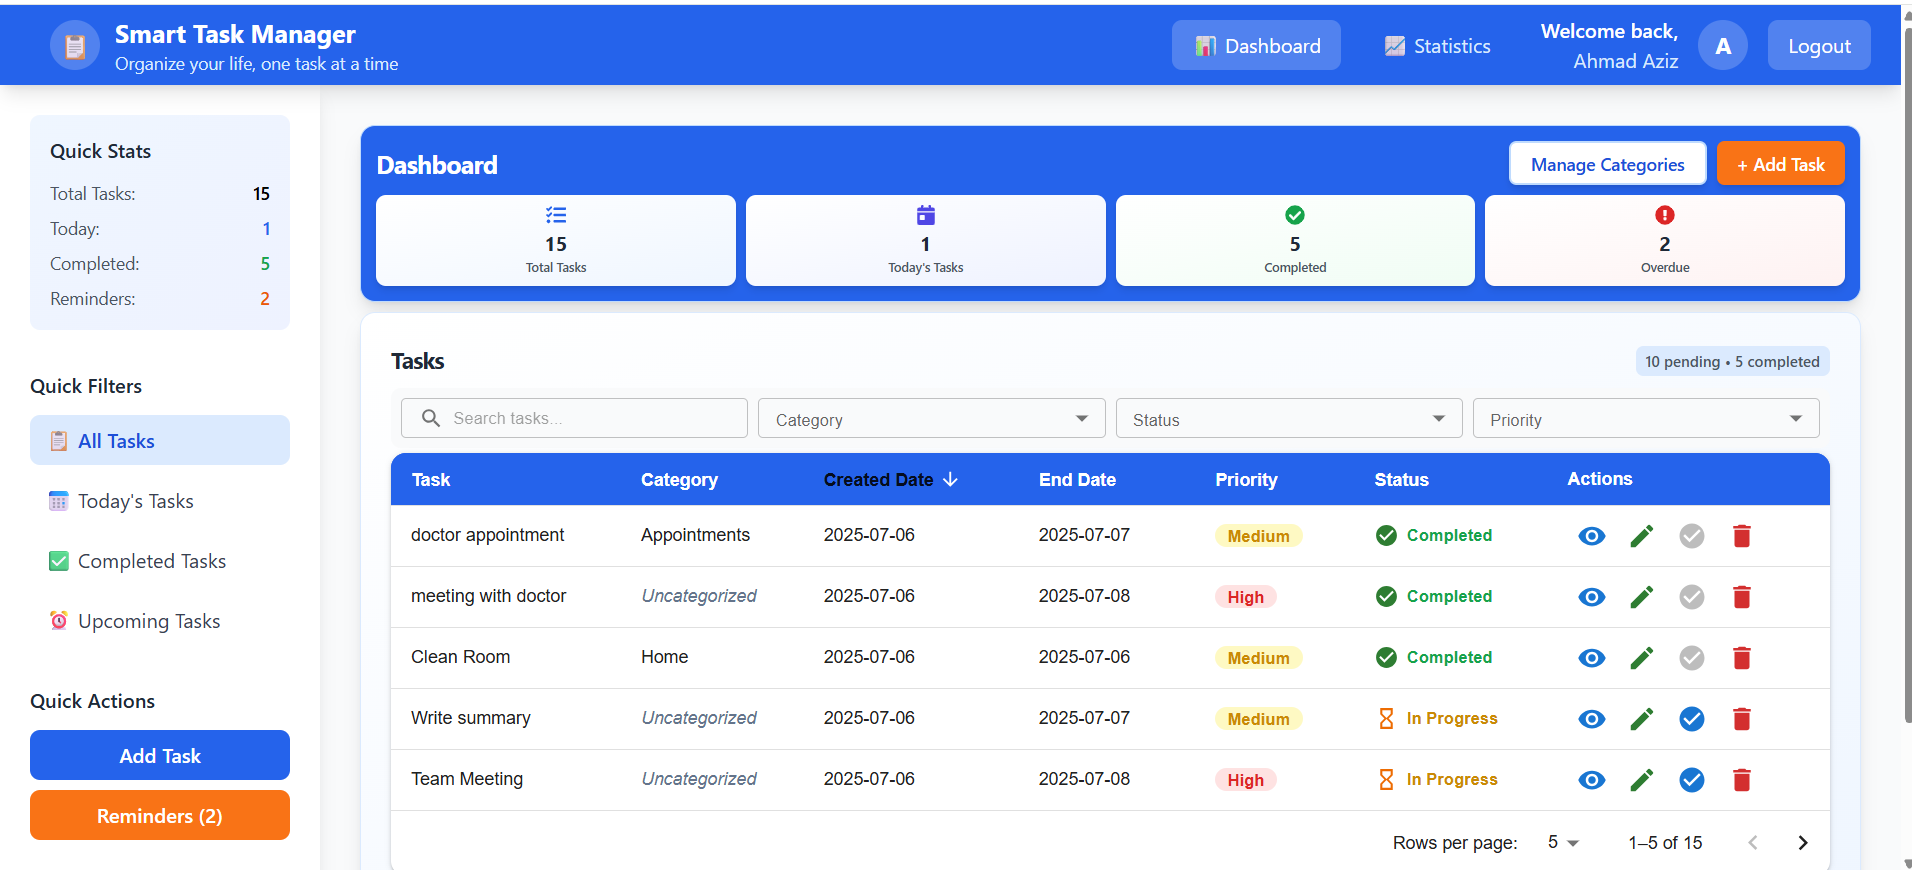 Smart Task Manager
Organize your life, one task at a time
Dashboard
Statistics
Welcome back,
Ahmad Aziz
A
Logout
Quick Stats
Total Tasks: 15
Today: 1
Completed: 5
Reminders: 2
Quick Filters
All Tasks
Today's Tasks
Completed Tasks
Upcoming Tasks
Quick Actions
Add Task
Reminders (2)
Dashboard
Manage Categories
+ Add Task
15
Total Tasks
1
Today's Tasks
5
Completed
2
Overdue
Tasks
10 pending • 5 completed
Search tasks...
Category
Status
Priority
Task Category Created Date End Date Priority Status Actions
doctor appointment Appointments 2025-07-06 2025-07-07 Medium Completed
meeting with doctor Uncategorized 2025-07-06 2025-07-08 High Completed
Clean Room Home 2025-07-06 2025-07-06 Medium Completed
Write summary Uncategorized 2025-07-06 2025-07-07 Medium In Progress
Team Meeting Uncategorized 2025-07-06 2025-07-08 High In Progress
Rows per page: 5 1–5 of 15